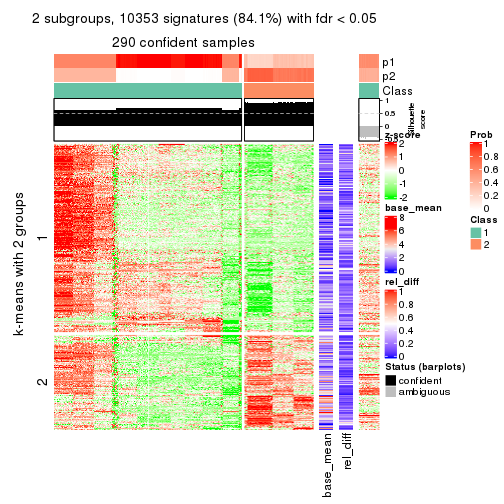 2 subgroups, 10353 signatures (84.1%) with fdr < 0.05
290 confident samples
p1
p2
Class
1
0.5
0
-0.5
Silhouette
score
k-means with 2 groups
1
2
base_mean
rel_diff
z-score
2
1
0
-1
-2
base_mean
8
6
4
2
0
rel_diff
1
0.8
0.6
0.4
0.2
0
Status (barplots)
confident
ambiguous
Prob
1
0.8
0.6
0.4
0.2
0
Class
1
2